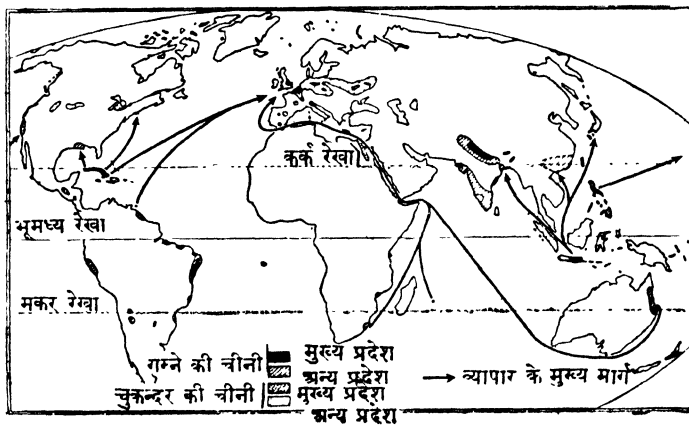 कर्क रेखा
भूमध्य रेखा
मकर रेखा
गन्ने की चीनी
मुख्य प्रदेश
अन्य प्रदेश
चुकन्दर की चीनी
मुख्य प्रदेश
अन्य प्रदेश
व्यापार के मुख्य मार्ग